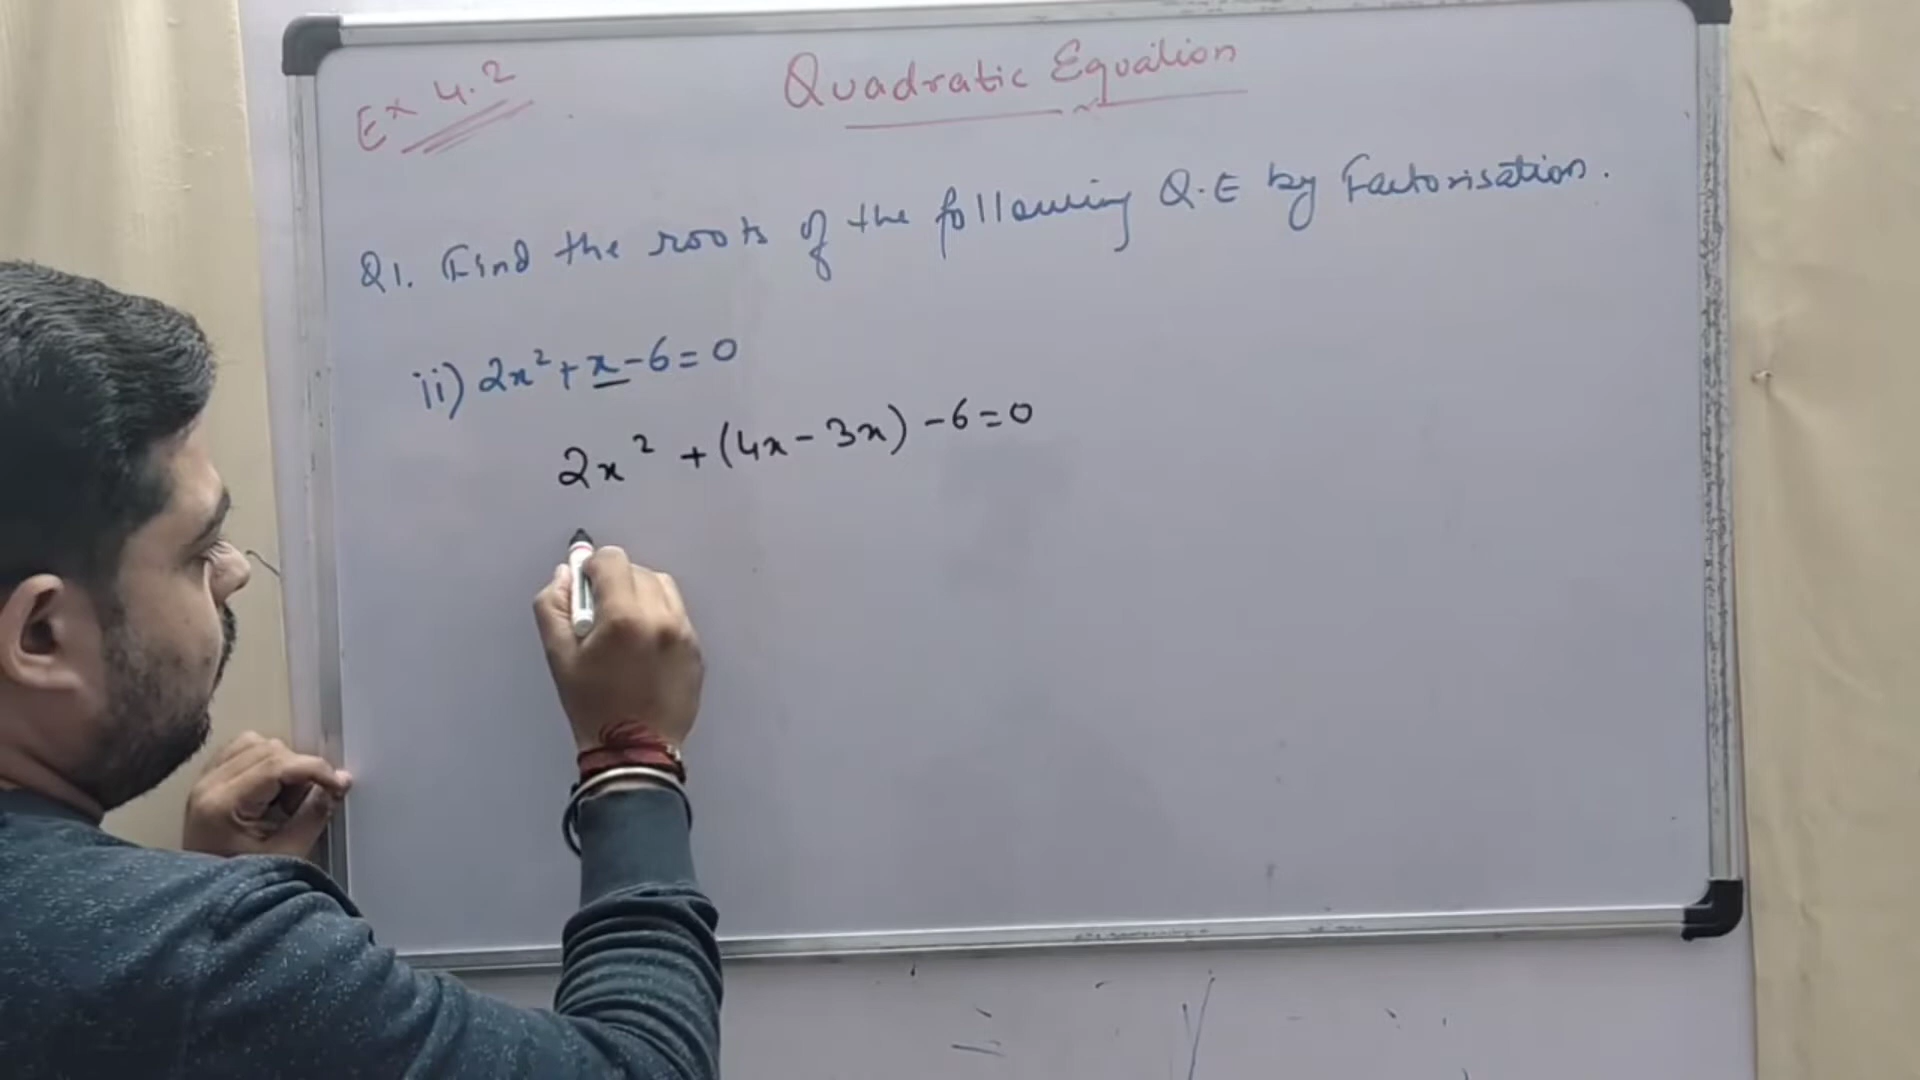 Ex 4.2
Quadratic Equation
Q1. Find the roots of the following Q.E by Factorisation.
ii) 2x² + x - 6 = 0
2x² + (4x - 3x) - 6 = 0